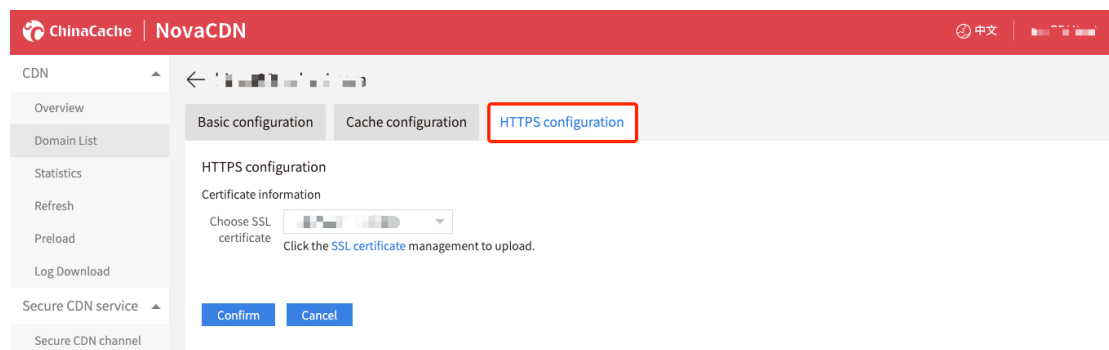 ChinaCache | NovaCDN
中文
CDN
Overview
Domain List
Statistics
Refresh
Preload
Log Download
Secure CDN service
Secure CDN channel
Basic configuration
Cache configuration
HTTPS configuration
HTTPS configuration
Certificate information
Choose SSL
certificate
Click the SSL certificate management to upload.
Confirm
Cancel